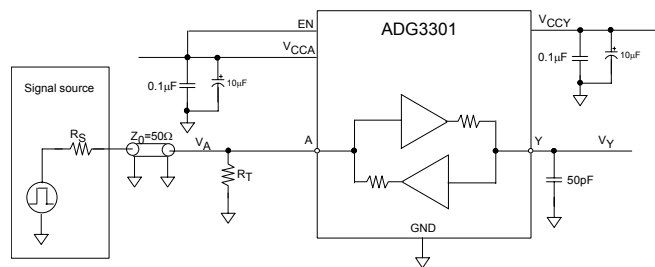 EN
ADG3301
VCCY
VCCA
0.1µF
+
10µF
0.1µF
+
10µF
Signal source
RS
Z0=50Ω
VA
A
Y
VY
RT
50pF
GND